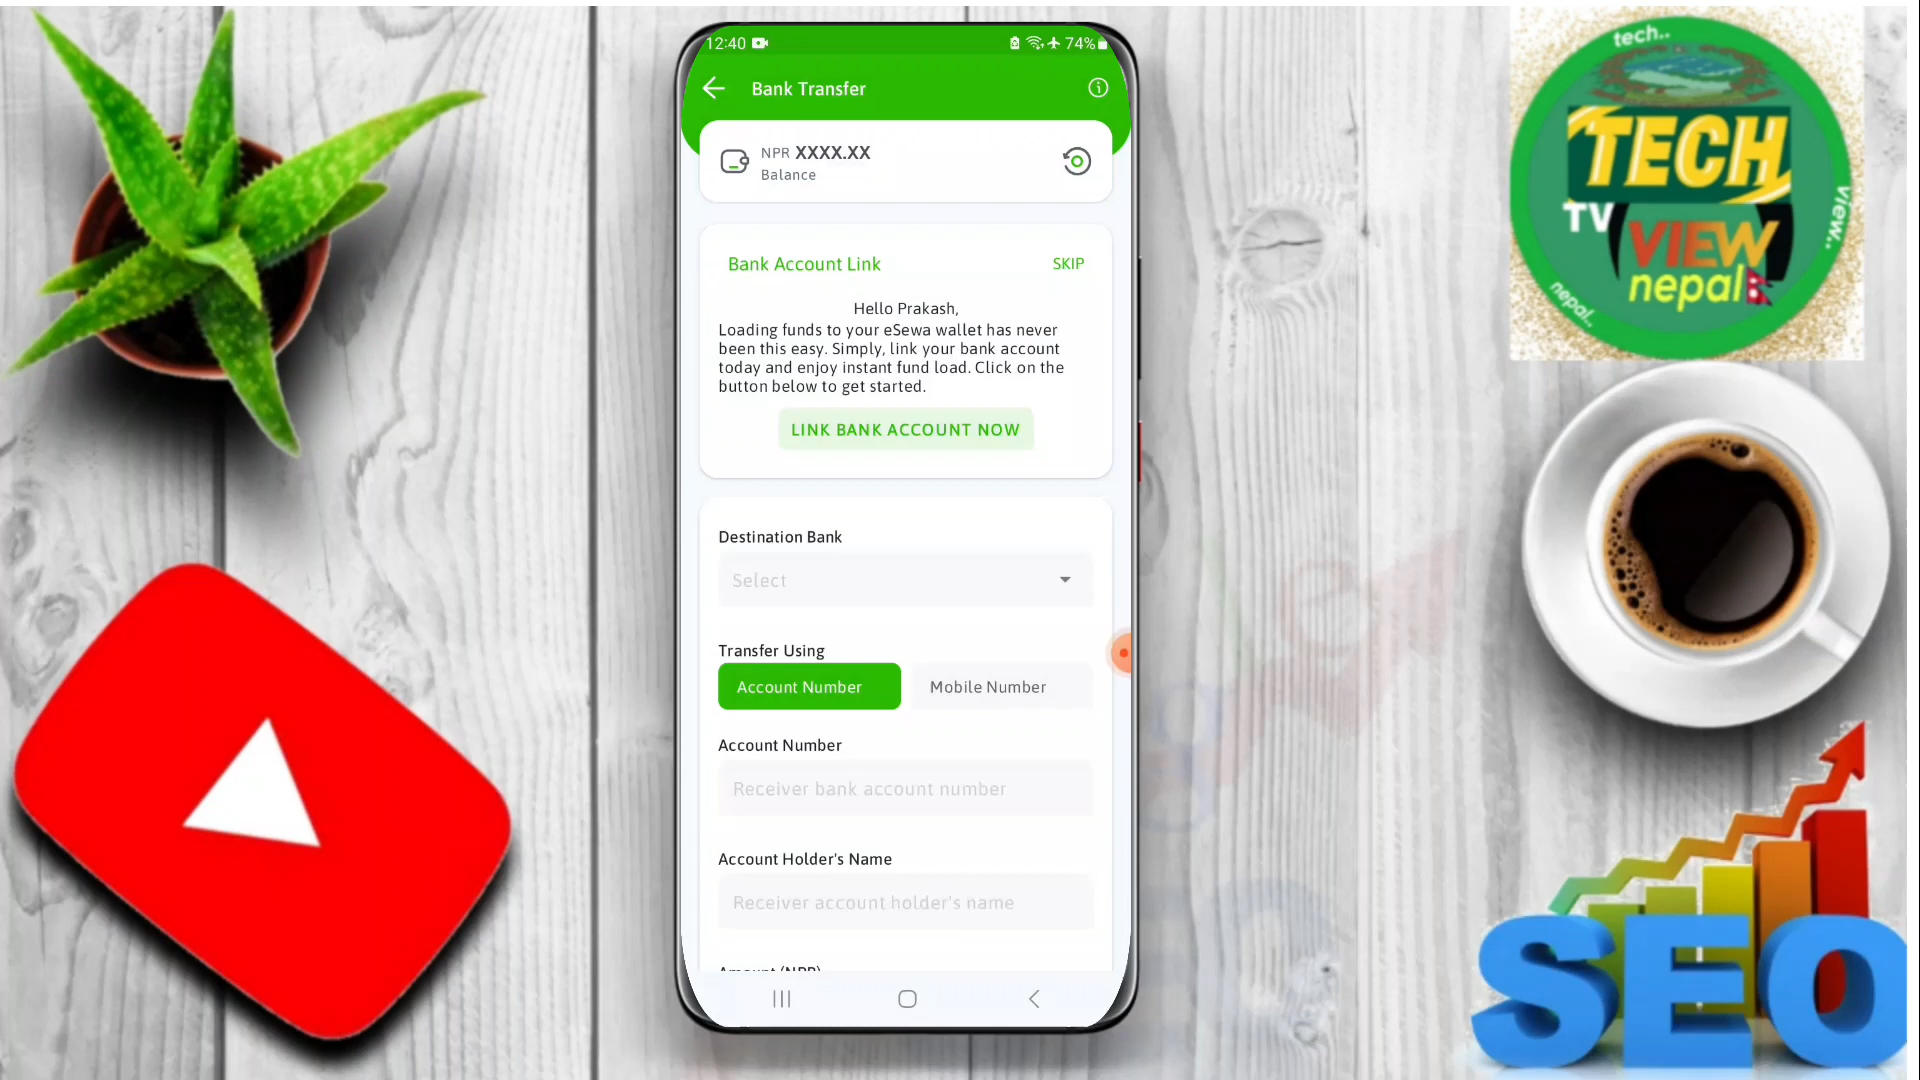 12:40
74%
Bank Transfer
NPR XXXX.XX
Balance
Bank Account Link
SKIP
Hello Prakash,
Loading funds to your eSewa wallet has never
been this easy. Simply, link your bank account
today and enjoy instant fund load. Click on the
button below to get started.
LINK BANK ACCOUNT NOW
Destination Bank
Select
Transfer Using
Account Number
Mobile Number
Account Number
Receiver bank account number
Account Holder's Name
Receiver account holder's name
Amount (NPR)
tech..
TECH
TV
VIEW
nepal
view..
nepal..
SEO